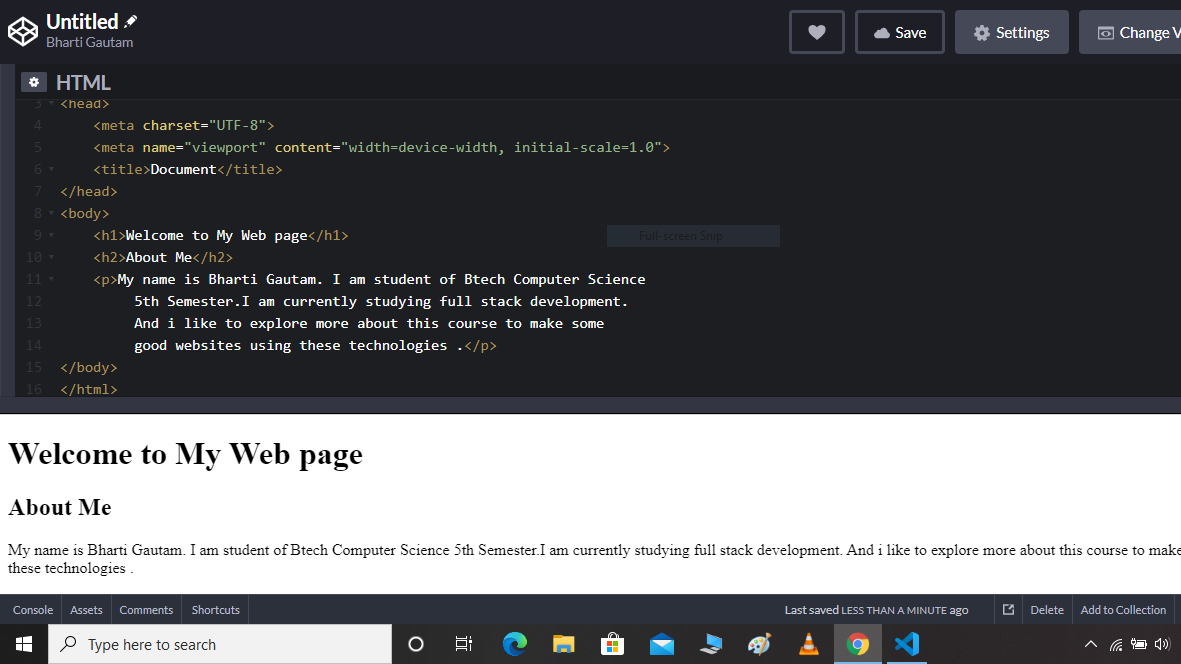 Untitled
Bharti Gautam
Save
Settings
Change V
HTML
3 <head>
4 <meta charset="UTF-8">
5 <meta name="viewport" content="width=device-width, initial-scale=1.0">
6 <title>Document</title>
7 </head>
8 <body>
9 <h1>Welcome to My Web page</h1>
Full-screen Snip
10 <h2>About Me</h2>
11 <p>My name is Bharti Gautam. I am student of Btech Computer Science
12 5th Semester.I am currently studying full stack development.
13 And i like to explore more about this course to make some
14 good websites using these technologies .</p>
15 </body>
16 </html>
Welcome to My Web page
About Me
My name is Bharti Gautam. I am student of Btech Computer Science 5th Semester.I am currently studying full stack development. And i like to explore more about this course to make
these technologies .
Console Assets Comments Shortcuts Last saved LESS THAN A MINUTE ago Delete Add to Collection
Type here to search